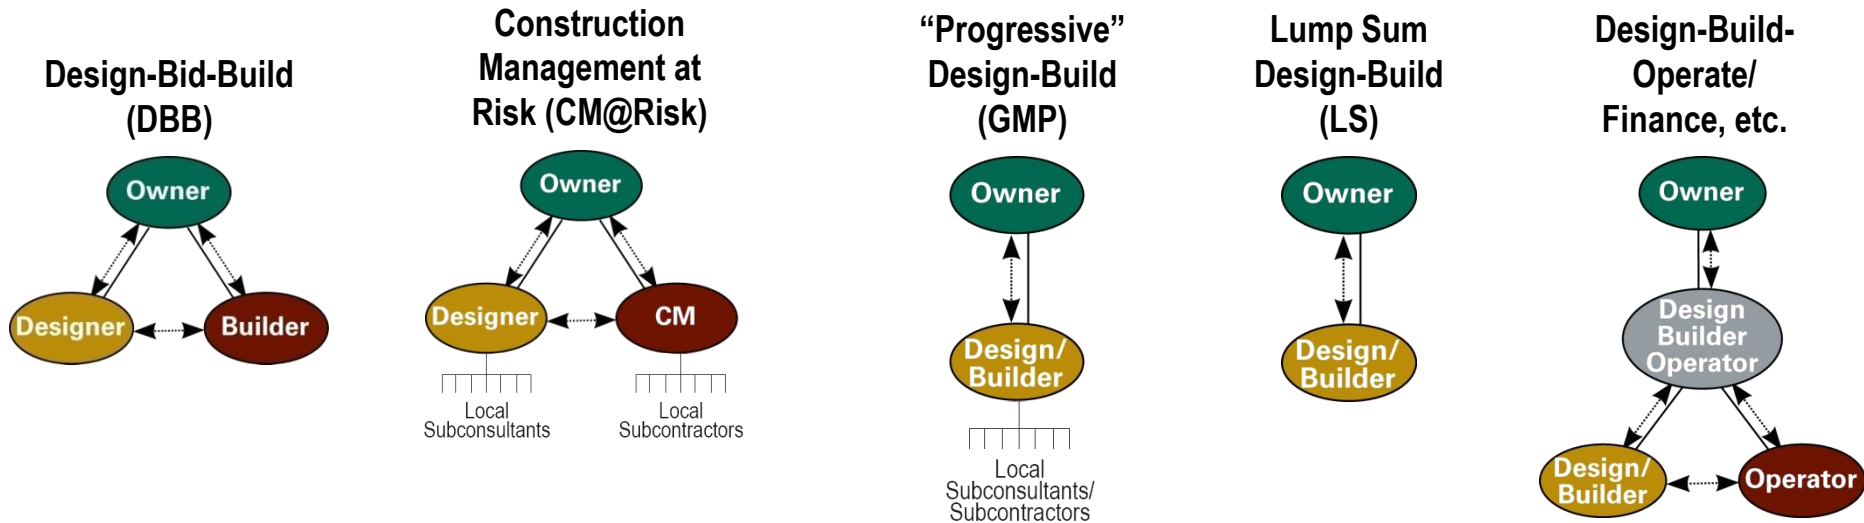 Design-Bid-Build
(DBB)
Owner
Designer
Builder
Construction
Management at
Risk (CM@Risk)
Owner
Designer
CM
Local
Subconsultants
Local
Subcontractors
“Progressive”
Design-Build
(GMP)
Owner
Design/
Builder
Local
Subconsultants/
Subcontractors
Lump Sum
Design-Build
(LS)
Owner
Design/
Builder
Design-Build-
Operate/
Finance, etc.
Owner
Design
Builder
Operator
Design/
Builder
Operator